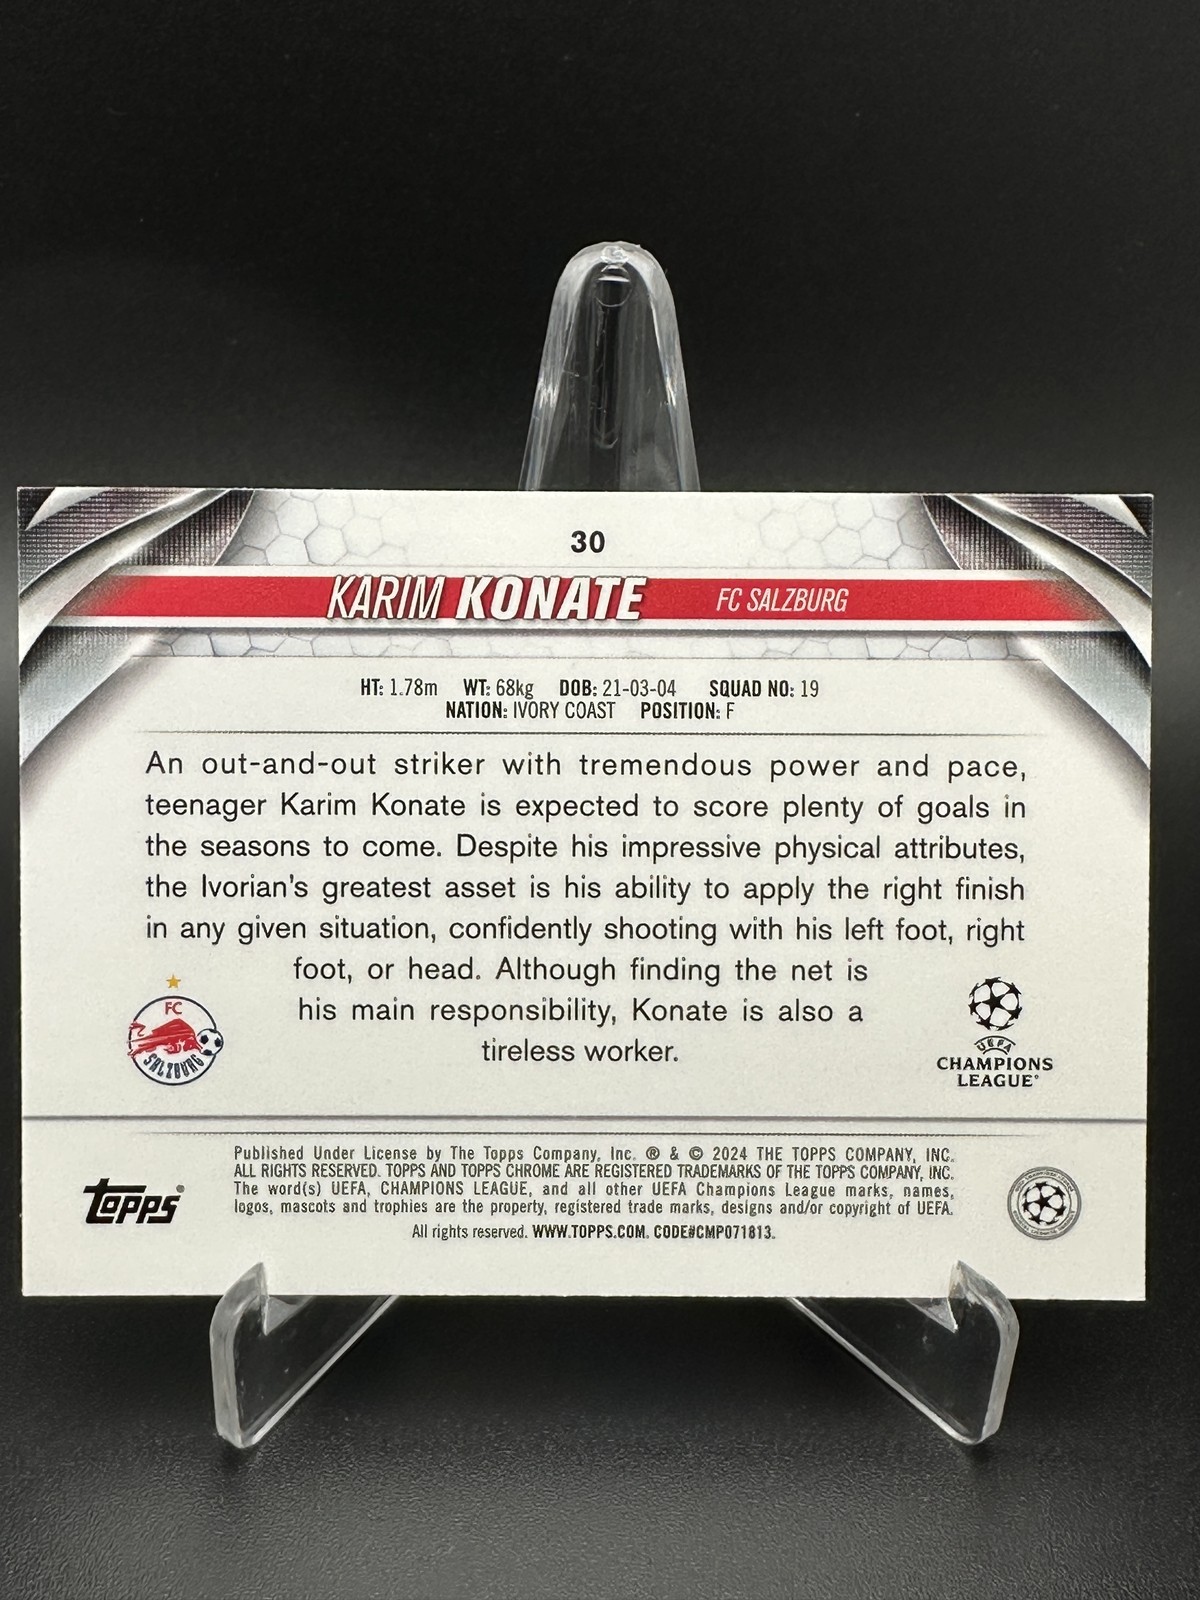 30
KARIM KONATE FC SALZBURG
HT: 1.78m WT: 68kg DOB: 21-03-04 SQUAD NO: 19
NATION: IVORY COAST POSITION: F
An out-and-out striker with tremendous power and pace,
teenager Karim Konate is expected to score plenty of goals in
the seasons to come. Despite his impressive physical attributes,
the Ivorian's greatest asset is his ability to apply the right finish
in any given situation, confidently shooting with his left foot, right
foot, or head. Although finding the net is
his main responsibility, Konate is also a
tireless worker.
FC
SALZBURG
UEFA
CHAMPIONS
LEAGUE®
Topps®
Published Under License by The Topps Company, Inc. ® & © 2024 THE TOPPS COMPANY, INC.
ALL RIGHTS RESERVED. TOPPS AND TOPPS CHROME ARE REGISTERED TRADEMARKS OF THE TOPPS COMPANY, INC.
The word(s) UEFA, CHAMPIONS LEAGUE, and all other UEFA Champions League marks, names,
logos, mascots and trophies are the property, registered trade marks, designs and/or copyright of UEFA.
All rights reserved. WWW.TOPPS.COM. CODE#CMP071813.